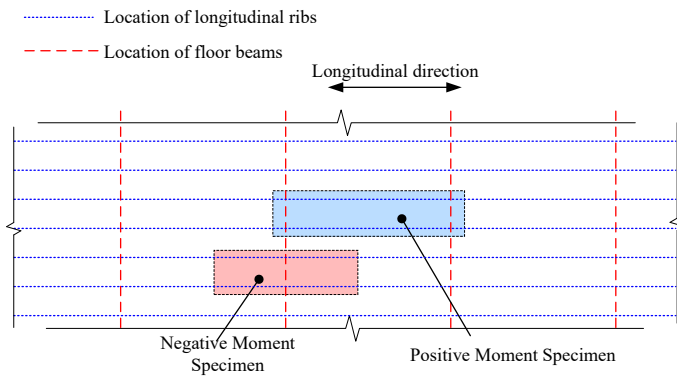 Location of longitudinal ribs
Location of floor beams
Longitudinal direction
Negative Moment
Specimen
Positive Moment Specimen